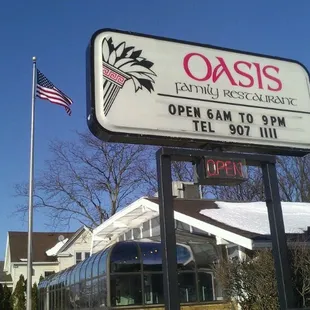 OASIS
family restaurant
OPEN 6AM TO 9PM
TEL 907 1111
OPEN